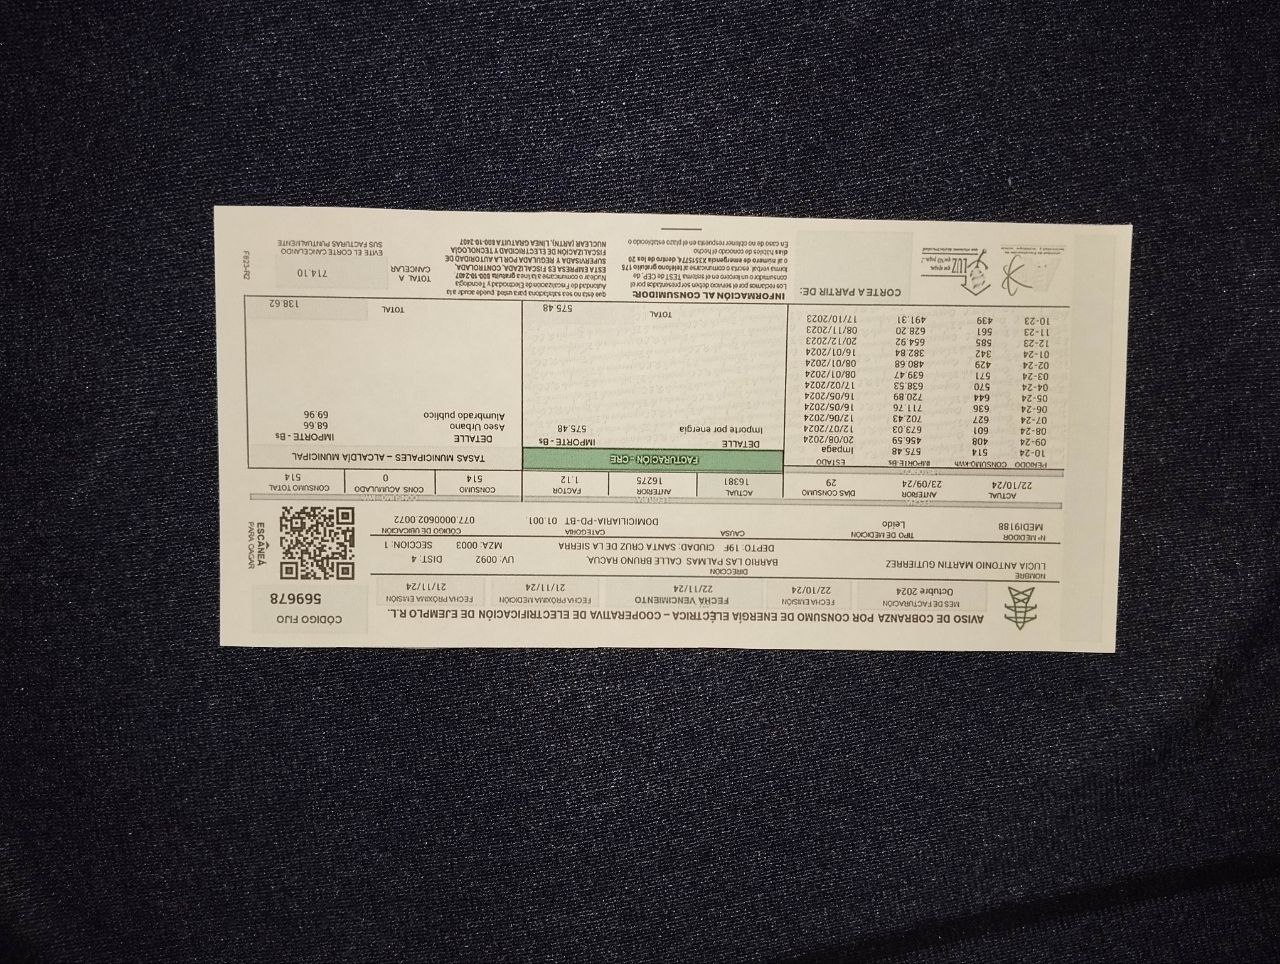 AVISO DE COBRANZA POR CONSUMO DE ENERGÍA ELÉCTRICA – COOPERATIVA DE ELECTRIFICACIÓN DE EJEMPLO R.L.
CÓDIGO FIJO
569678
MES DE FACTURACIÓN FECHA EMISIÓN FECHA VENCIMIENTO FECHA PRÓXIMA MEDICIÓN FECHA PRÓXIMA EMISIÓN
Octubre 2024 22/10/24 22/11/24 21/11/24 21/11/24
NOMBRE DIRECCIÓN
LUCIA ANTONIO MARTIN GUTIERREZ BARRIO LAS PALMAS CALLE BRUNO RACUA, UV: 0092 DIST: 4
DEPTO: 19F CIUDAD: SANTA CRUZ DE LA SIERRA MZA: 0003 SECCION: 1
ESCÁNEA
PARA PAGAR
Nº MEDIDOR TIPO DE MEDICIÓN CAUSA CATEGORÍA CÓDIGO DE UBICACIÓN
MEDI9188 Leído DOMICILIARIA-PD-BT 01.001. 077.0000602.0072
ACTUAL ANTERIOR DÍAS CONSUMO ACTUAL ANTERIOR FACTOR CONSUMO CONS. ACUMULADO CONSUMO TOTAL
22/10/24 23/09/24 29 16381 16275 1.12 514 0 514
PERIODO CONSUMO-kWh IMPORTE-Bs ESTADO
10-24 514 575.48 Impaga
09-24 408 456.69 20/08/2024
08-24 601 673.03 12/07/2024
07-24 627 702.43 12/06/2024
06-24 636 711.76 16/05/2024
05-24 644 720.89 16/05/2024
04-24 570 638.53 17/02/2024
03-24 571 639.47 08/01/2024
02-24 429 480.68 08/01/2024
01-24 342 382.84 16/01/2024
12-23 585 654.92 20/12/2023
11-23 561 628.20 08/11/2023
10-23 439 491.31 17/10/2023
FACTURACIÓN - CRE
DETALLE IMPORTE - Bs
Importe por energía 575.48
TOTAL 575.48
TASAS MUNICIPALES – ALCALDÍA MUNICIPAL
DETALLE IMPORTE - Bs
Aseo Urbano 68.66
Alumbrado publico 69.96
TOTAL 138.62
CORTE A PARTIR DE:
INFORMACIÓN AL CONSUMIDOR:
Los reclamos por el servicio deben ser presentados por el
consumidor o un tercero en el sistema TEST de CEP, de
forma verbal, escrita o comunicarse al teléfono gratuito 175
o al número de emergencia X3151574 dentro de los 20
días hábiles de conocido el hecho
En caso de no obtener respuesta en el plazo establecido o
que ésta no sea satisfactoria para usted, puede acudir a la
Autoridad de Fiscalización de Electricidad y Tecnología
Nuclear o comunicarse a la línea gratuita 800-10-2407
ESTA EMPRESA ES FISCALIZADA, CONTROLADA,
SUPERVISADA Y REGULADA POR LA AUTORIDAD DE
FISCALIZACIÓN DE ELECTRICIDAD Y TECNOLOGÍA
NUCLEAR (ARTN), LINEA GRATUITA 800-10-2407
TOTAL A
CANCELAR
714.10
EVITE EL CORTE CANCELANDO
SUS FACTURAS PUNTUALMENTE
F923-R2
LUZ